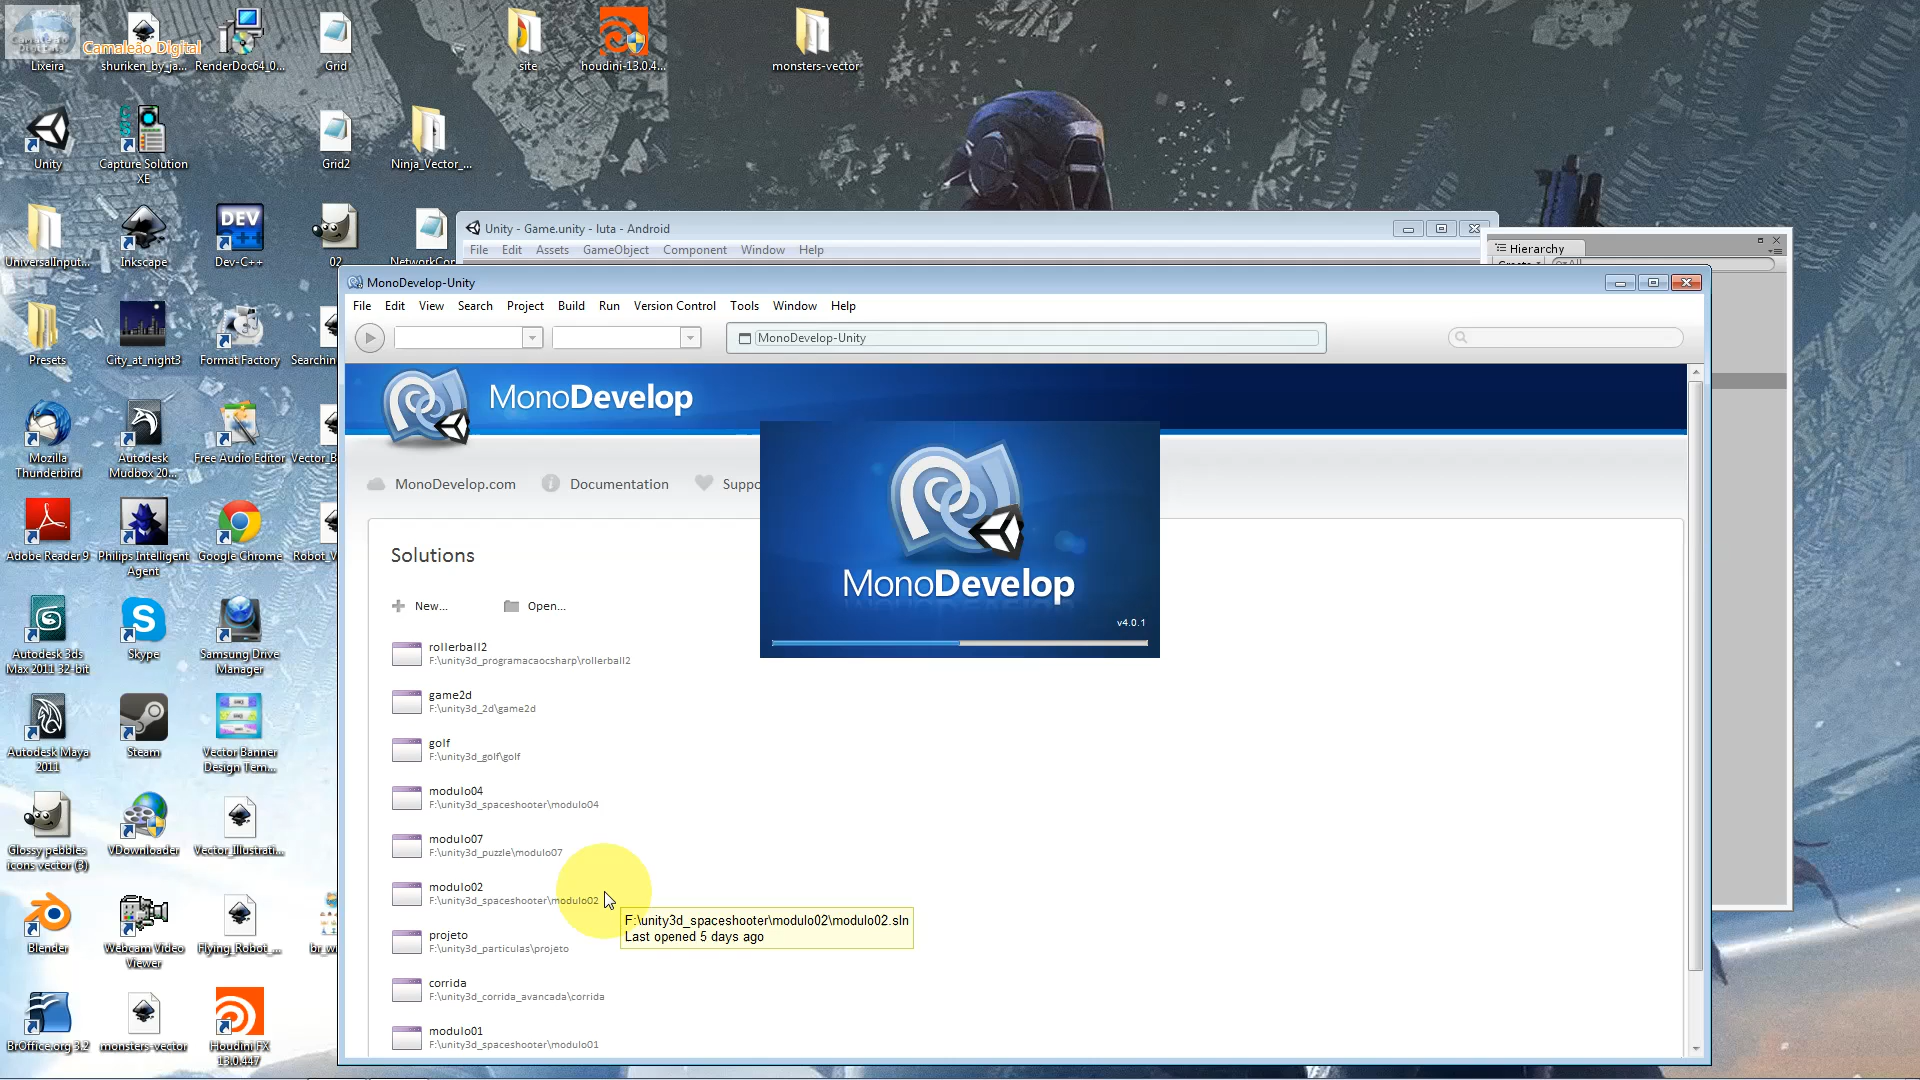 Camaleão Digital
Lixeira
shuriken_by_ja...
RenderDoc64_0...
Grid
site
houdini-13.0.4...
monsters-vector
Unity
Capture Solution XE
Grid2
Ninja_Vector_...
UniversalInput...
Inkscape
DEV
C++
Dev-C++
02
NetworkCon
Unity - Game.unity - luta - Android
File Edit Assets GameObject Component Window Help
Hierarchy
MonoDevelop-Unity
File Edit View Search Project Build Run Version Control Tools Window Help
MonoDevelop-Unity
Presets
City_at_night3
Format Factory
Searchin
MonoDevelop
Mozilla Thunderbird
Autodesk Mudbox 20...
Free Audio Editor
Vector_B
MonoDevelop.com
Documentation
Suppo
MonoDevelop
v4.0.1
Adobe Reader 9
Philips Intelligent Agent
Google Chrome
Robot_V
Solutions
New...
Open...
rollerball2
F:\unity3d_programacaocsharp\rollerball2
game2d
F:\unity3d_2d\game2d
golf
F:\unity3d_golf\golf
modulo04
F:\unity3d_spaceshooter\modulo04
modulo07
F:\unity3d_puzzle\modulo07
modulo02
F:\unity3d_spaceshooter\modulo02
F:\unity3d_spaceshooter\modulo02\modulo02.sln
Last opened 5 days ago
projeto
F:\unity3d_particulas\projeto
corrida
F:\unity3d_corrida_avancada\corrida
modulo01
F:\unity3d_spaceshooter\modulo01
Autodesk 3ds Max 2011 32-bit
Skype
Samsung Drive Manager
Autodesk Maya 2011
Steam
Vector Banner Design Tem...
Glossy pebbles icons vector (3)
VDownloader
Vector_Illustrati...
Blender
Webcam Video Viewer
Flying_Robot_...
br_w
BrOffice.org 3.2
monsters-vector
Houdini FX 13.0.447